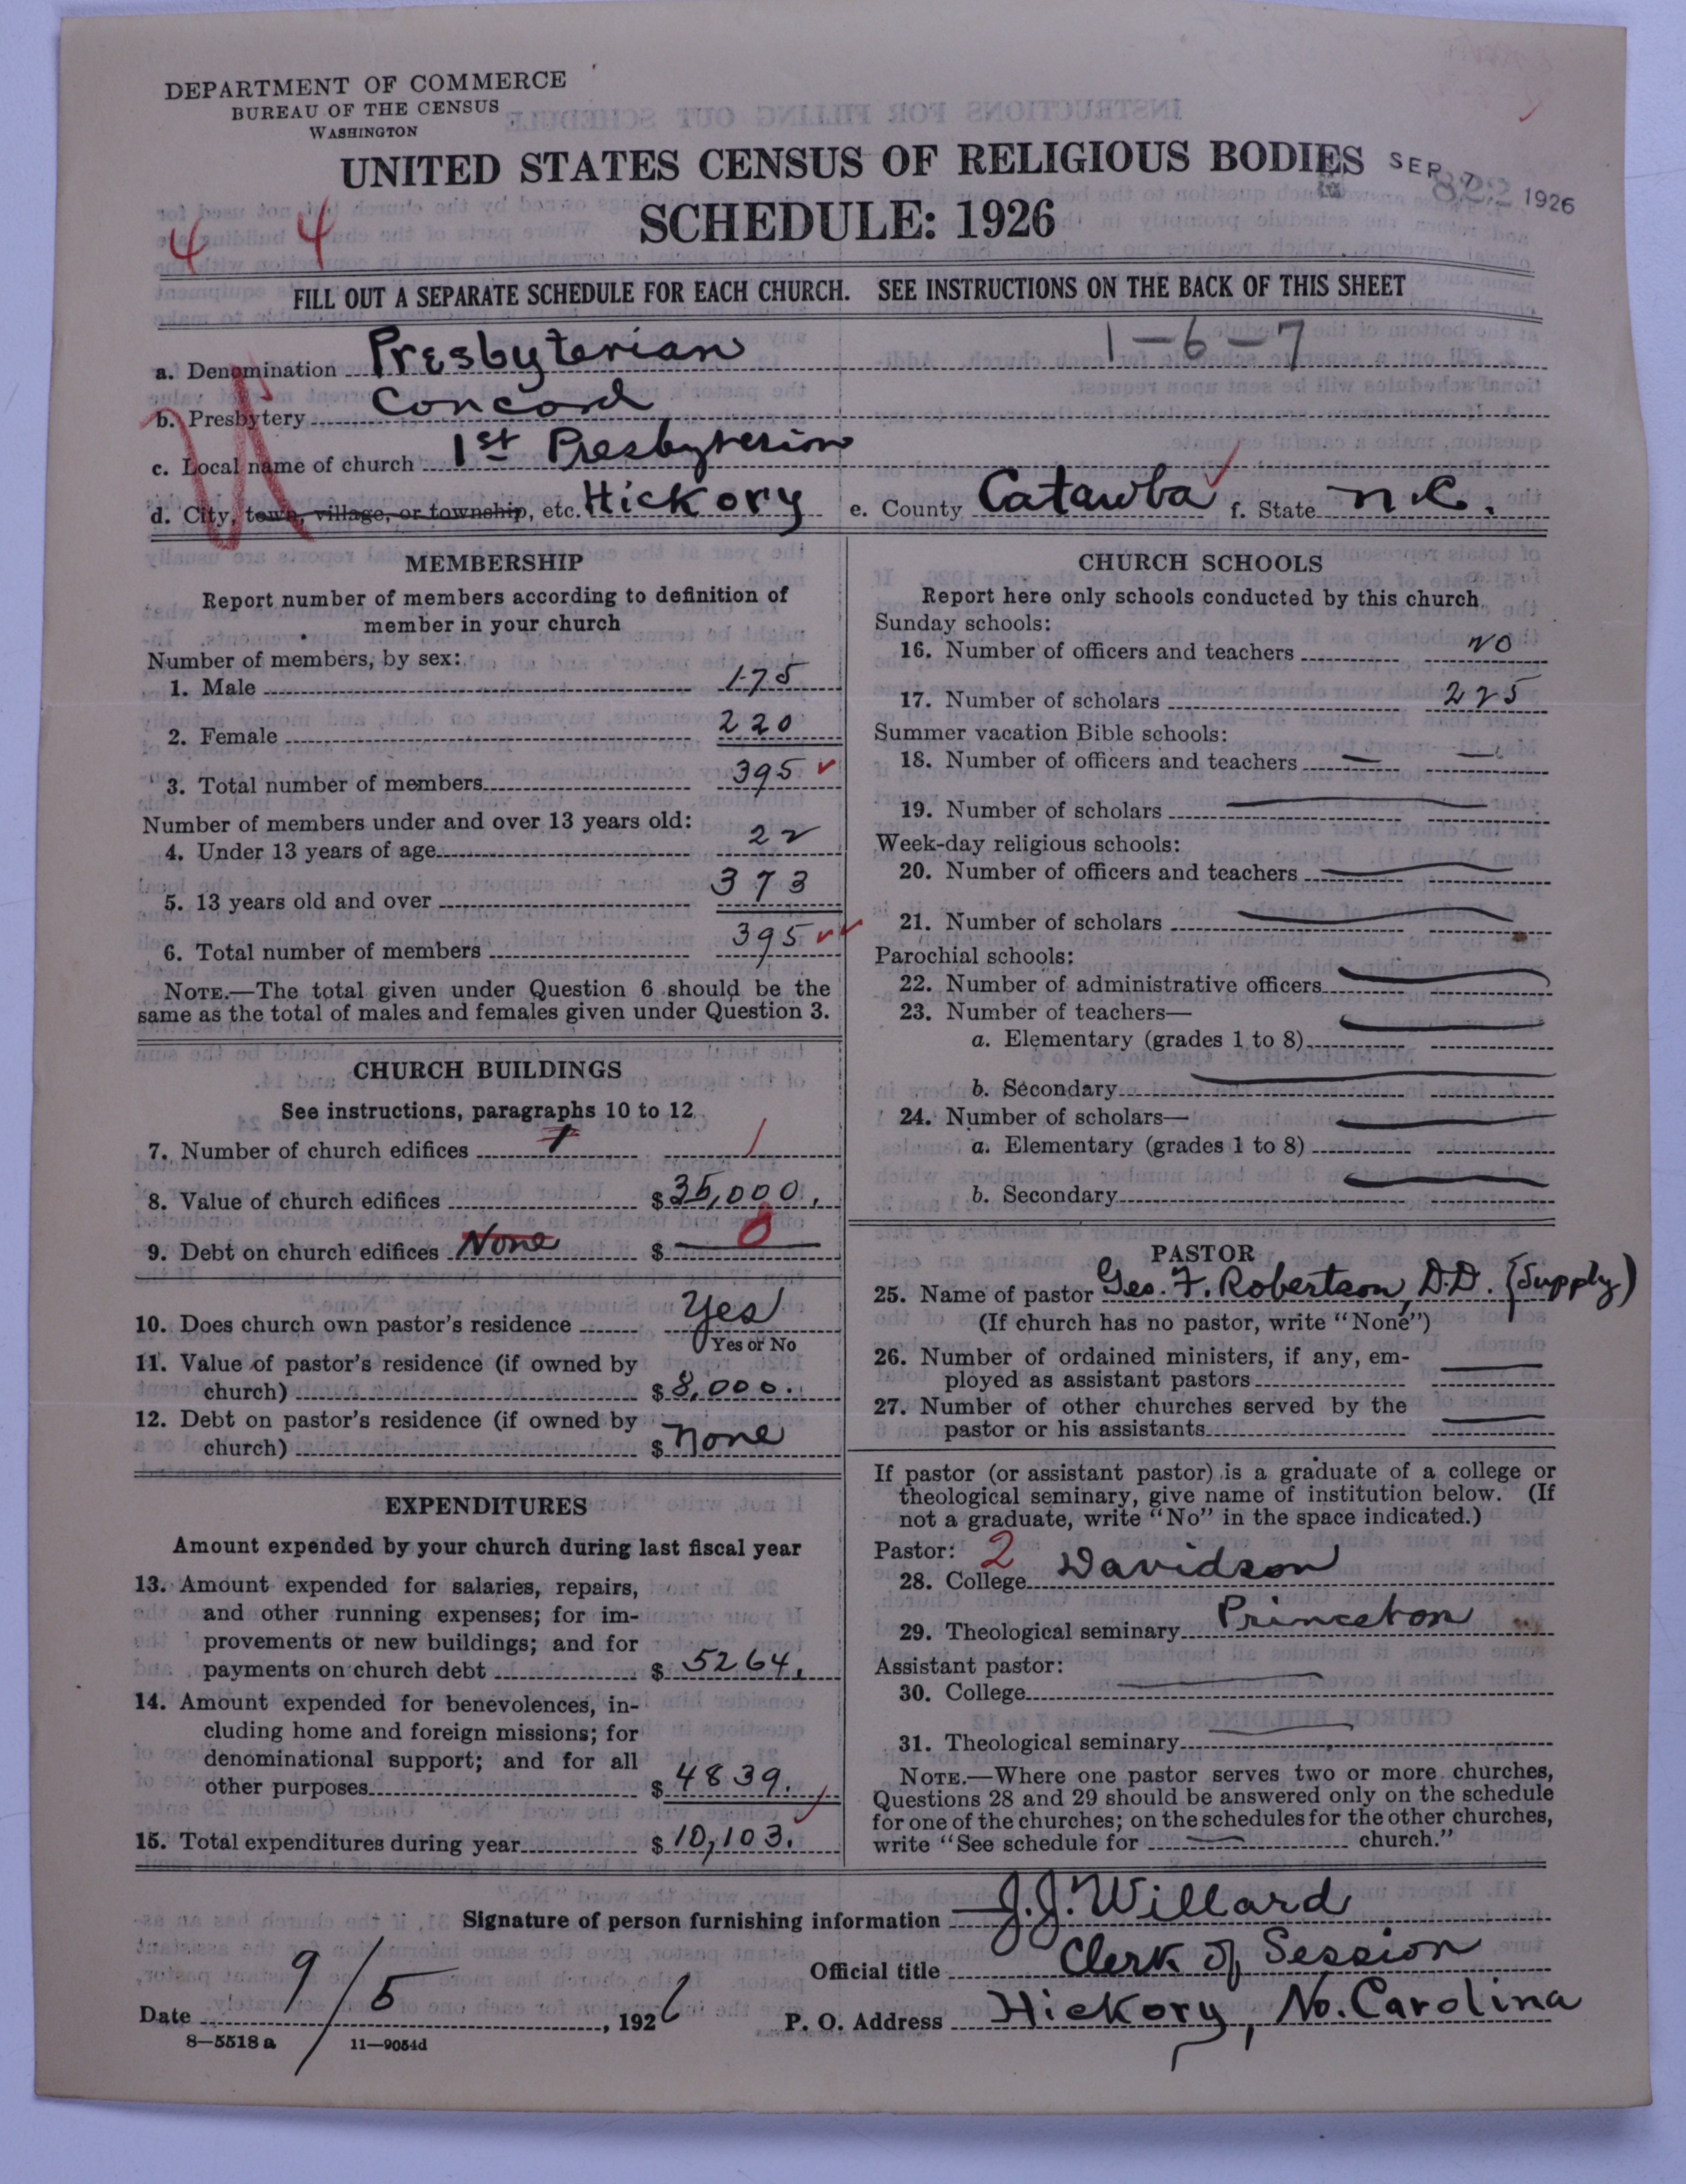 DEPARTMENT OF COMMERCE
BUREAU OF THE CENSUS
WASHINGTON
UNITED STATES CENSUS OF RELIGIOUS BODIES
SEP 7 1926
822
SCHEDULE: 1926
4 4
FILL OUT A SEPARATE SCHEDULE FOR EACH CHURCH. SEE INSTRUCTIONS ON THE BACK OF THIS SHEET
1-6-7
a. Denomination Presbyterian
b. Presbytery Concord
c. Local name of church 1st Presbyterian
d. City, town, village, or township, etc. Hickory e. County Catawba f. State N.C.
MEMBERSHIP
Report number of members according to definition of
member in your church
Number of members, by sex:
1. Male 175
2. Female 220
3. Total number of members 395
Number of members under and over 13 years old:
4. Under 13 years of age 22
5. 13 years old and over 373
6. Total number of members 395
NOTE.—The total given under Question 6 should be the
same as the total of males and females given under Question 3.
CHURCH BUILDINGS
See instructions, paragraphs 10 to 12
7. Number of church edifices 1 1
8. Value of church edifices $35,000.
9. Debt on church edifices None $ — 0
10. Does church own pastor's residence Yes
Yes or No
11. Value of pastor's residence (if owned by
church) $8,000.
12. Debt on pastor's residence (if owned by
church) $ None
EXPENDITURES
Amount expended by your church during last fiscal year
13. Amount expended for salaries, repairs,
and other running expenses; for im-
provements or new buildings; and for
payments on church debt $ 5264.
14. Amount expended for benevolences, in-
cluding home and foreign missions; for
denominational support; and for all
other purposes $ 4839.
15. Total expenditures during year $10,103.
CHURCH SCHOOLS
Report here only schools conducted by this church
Sunday schools:
16. Number of officers and teachers
17. Number of scholars 225
Summer vacation Bible schools:
18. Number of officers and teachers — —
19. Number of scholars —
Week-day religious schools:
20. Number of officers and teachers —
21. Number of scholars —
Parochial schools:
22. Number of administrative officers —
23. Number of teachers—
a. Elementary (grades 1 to 8) —
b. Secondary —
24. Number of scholars—
a. Elementary (grades 1 to 8) —
b. Secondary —
PASTOR
25. Name of pastor Geo. F. Robertson, D.D. (Supply)
(If church has no pastor, write "None")
26. Number of ordained ministers, if any, em-
ployed as assistant pastors —
27. Number of other churches served by the
pastor or his assistants —
If pastor (or assistant pastor) is a graduate of a college or
theological seminary, give name of institution below. (If
not a graduate, write "No" in the space indicated.)
Pastor: 2
28. College Davidson
29. Theological seminary Princeton
Assistant pastor:
30. College —
31. Theological seminary —
NOTE.—Where one pastor serves two or more churches,
Questions 28 and 29 should be answered only on the schedule
for one of the churches; on the schedules for the other churches,
write "See schedule for — church."
Signature of person furnishing information J.J. Willard
Official title Clerk of Session
Date 9/5, 1926 P. O. Address Hickory, No. Carolina
8—5518 a 11—9054d